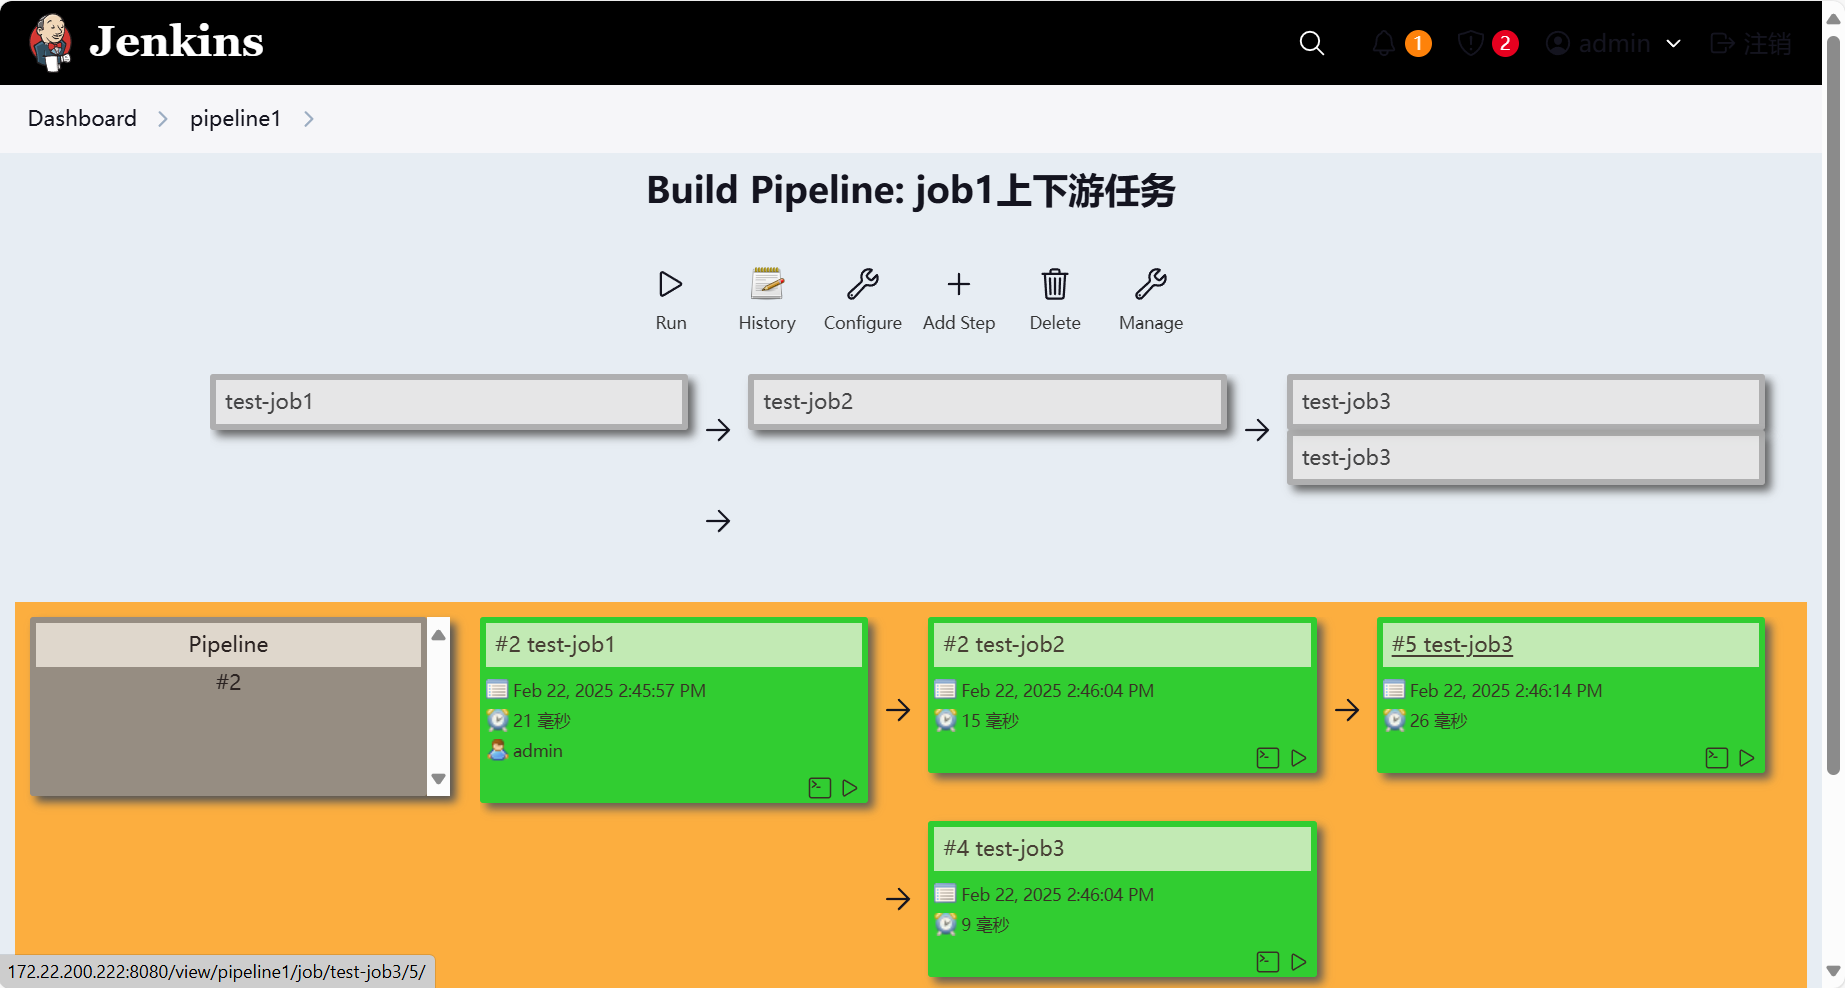 Jenkins
1
2
admin
注销
Dashboard
pipeline1
Build Pipeline: job1上下游任务
Run
History
Configure
Add Step
Delete
Manage
test-job1
test-job2
test-job3
test-job3
Pipeline
#2
#2 test-job1
Feb 22, 2025 2:45:57 PM
21 毫秒
admin
#2 test-job2
Feb 22, 2025 2:46:04 PM
15 毫秒
#5 test-job3
Feb 22, 2025 2:46:14 PM
26 毫秒
#4 test-job3
Feb 22, 2025 2:46:04 PM
9 毫秒
172.22.200.222:8080/view/pipeline1/job/test-job3/5/